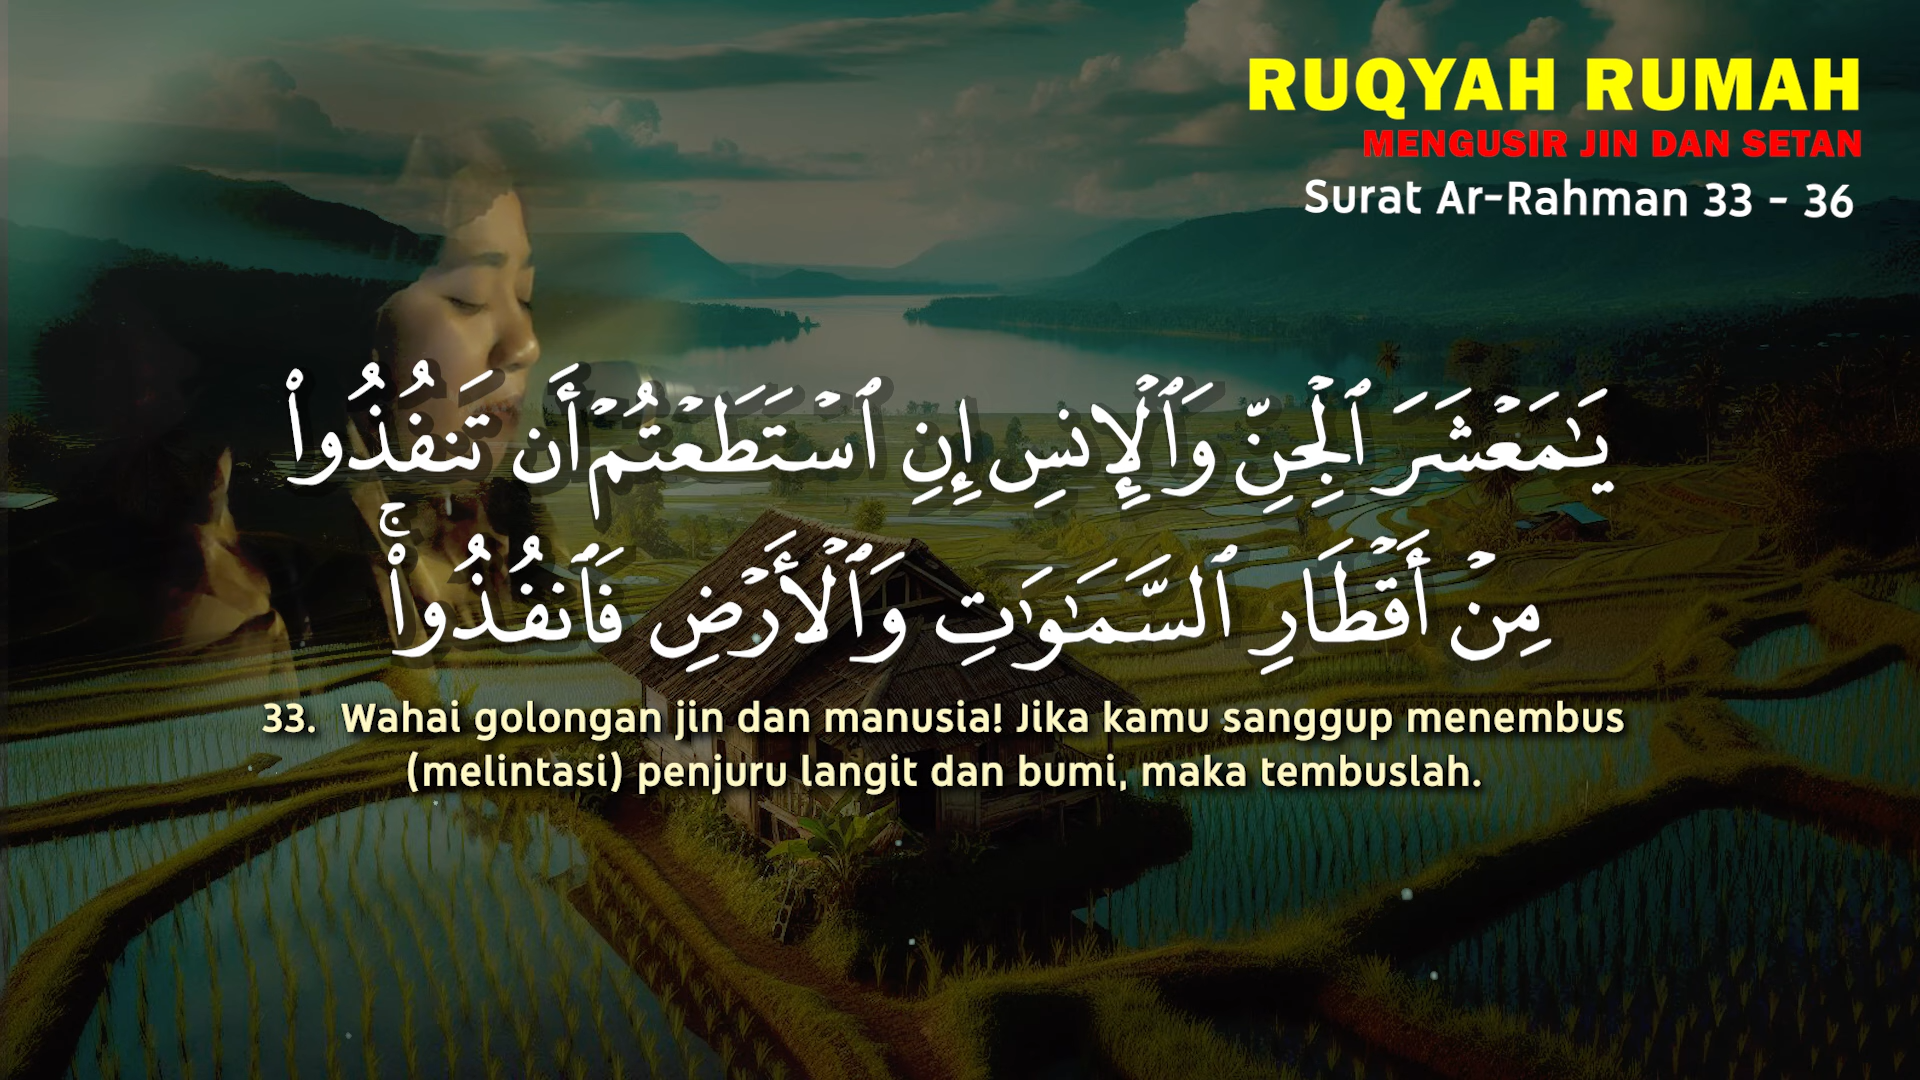 RUQYAH RUMAH
MENGUSIR JIN DAN SETAN
Surat Ar-Rahman 33 - 36
يَـٰمَعْشَرَ ٱلْجِنِّ وَٱلْإِنسِ إِنِ ٱسْتَطَعْتُمْ أَن تَنفُذُوا۟
مِنْ أَقْطَارِ ٱلسَّمَـٰوَٰتِ وَٱلْأَرْضِ فَٱنفُذُوا۟ ۚ
33. Wahai golongan jin dan manusia! Jika kamu sanggup menembus
(melintasi) penjuru langit dan bumi, maka tembuslah.